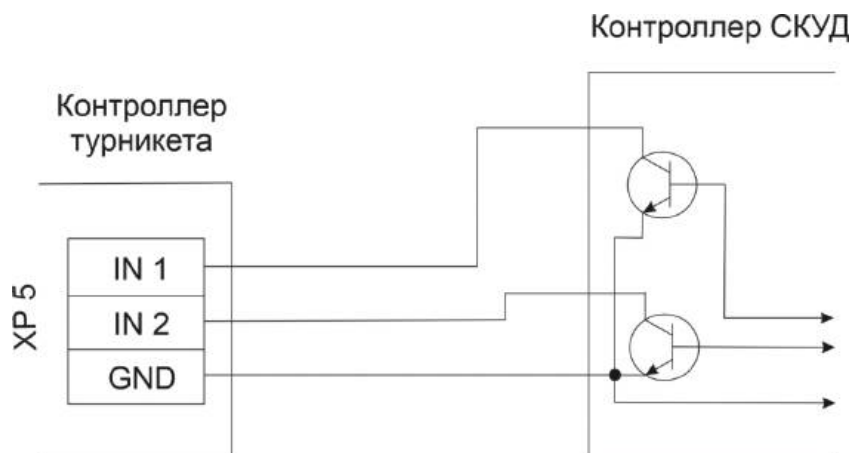 Контроллер СКУД
Контроллер
турникета
XP 5
IN 1
IN 2
GND